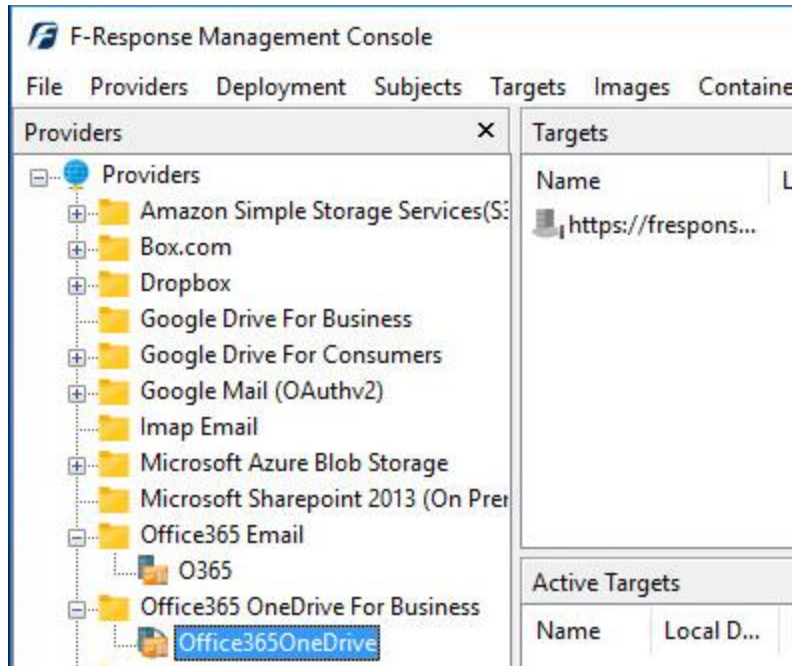 F-Response Management Console
File Providers Deployment Subjects Targets Images Containe
Providers
Providers
Amazon Simple Storage Services(S3
Box.com
Dropbox
Google Drive For Business
Google Drive For Consumers
Google Mail (OAuthv2)
Imap Email
Microsoft Azure Blob Storage
Microsoft Sharepoint 2013 (On Prer
Office365 Email
O365
Office365 OneDrive For Business
Office365OneDrive
Targets
Name L
https://frespons...
Active Targets
Name Local D...